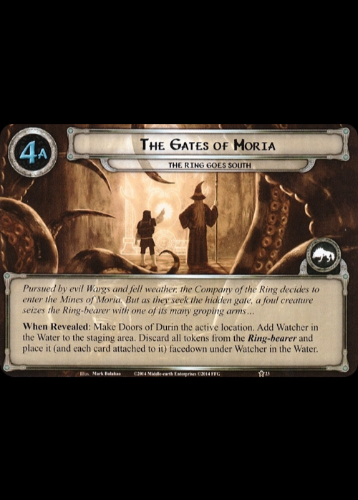 4A
THE GATES OF MORIA
THE RING GOES SOUTH
Pursued by evil Wargs and fell weather, the Company of the Ring decides to
enter the Mines of Moria. But as they seek the hidden gate, a foul creature
seizes the Ring-bearer with one of its many groping arms...
When Revealed: Make Doors of Durin the active location. Add Watcher in
the Water to the staging area. Discard all tokens from the Ring-bearer and
place it (and each card attached to it) facedown under Watcher in the Water.
Illus. Mark Bulahao ©2014 Middle-earth Enterprises ©2014 FFG